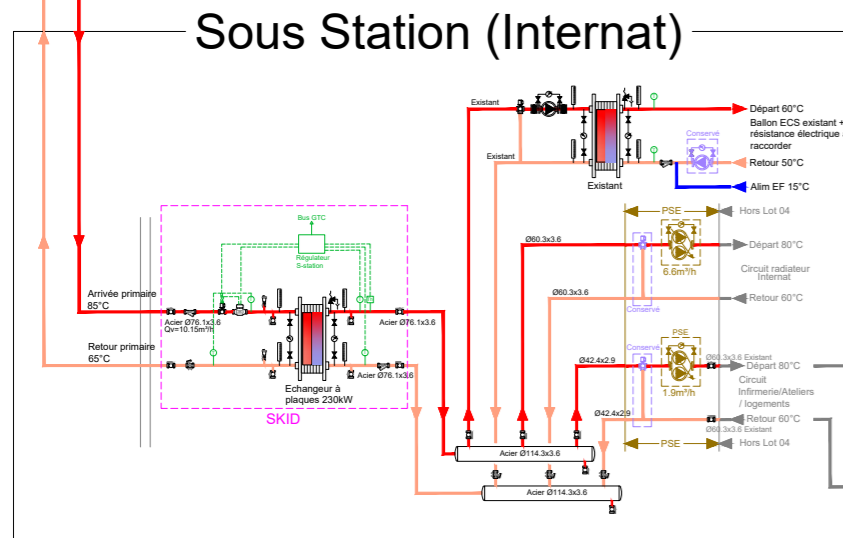 Sous Station (Internat)
Existant
Départ 60°C
Ballon ECS existant +
résistance électrique
raccorder
Conservé
Existant
Retour 50°C
Existant
Alim EF 15°C
PSE
Hors Lot 04
Bus GTC
Régulateur
S-station
Ø60.3x3.6
Départ 80°C
6.6m³/h
Circuit radiateur
Internat
Arrivée primaire
85°C
Ø60.3x3.6
Retour 60°C
Conservé
Acier Ø76.1x3.6
Qv=10.15m³/h
Acier Ø76.1x3.6
Conservé
PSE
Retour primaire
65°C
Ø42.4x2.9
Ø60.3x3.6 Existant
Départ 80°C
Acier Ø76.1x3.6
Echangeur à
plaques 230kW
1.9m³/h
Circuit
Infirmerie/Ateliers
/ logements
SKID
Ø42.4x2.9
Retour 60°C
Ø60.3x3.6 Existant
PSE
Hors Lot 04
Acier Ø114.3x3.6
Acier Ø114.3x3.6